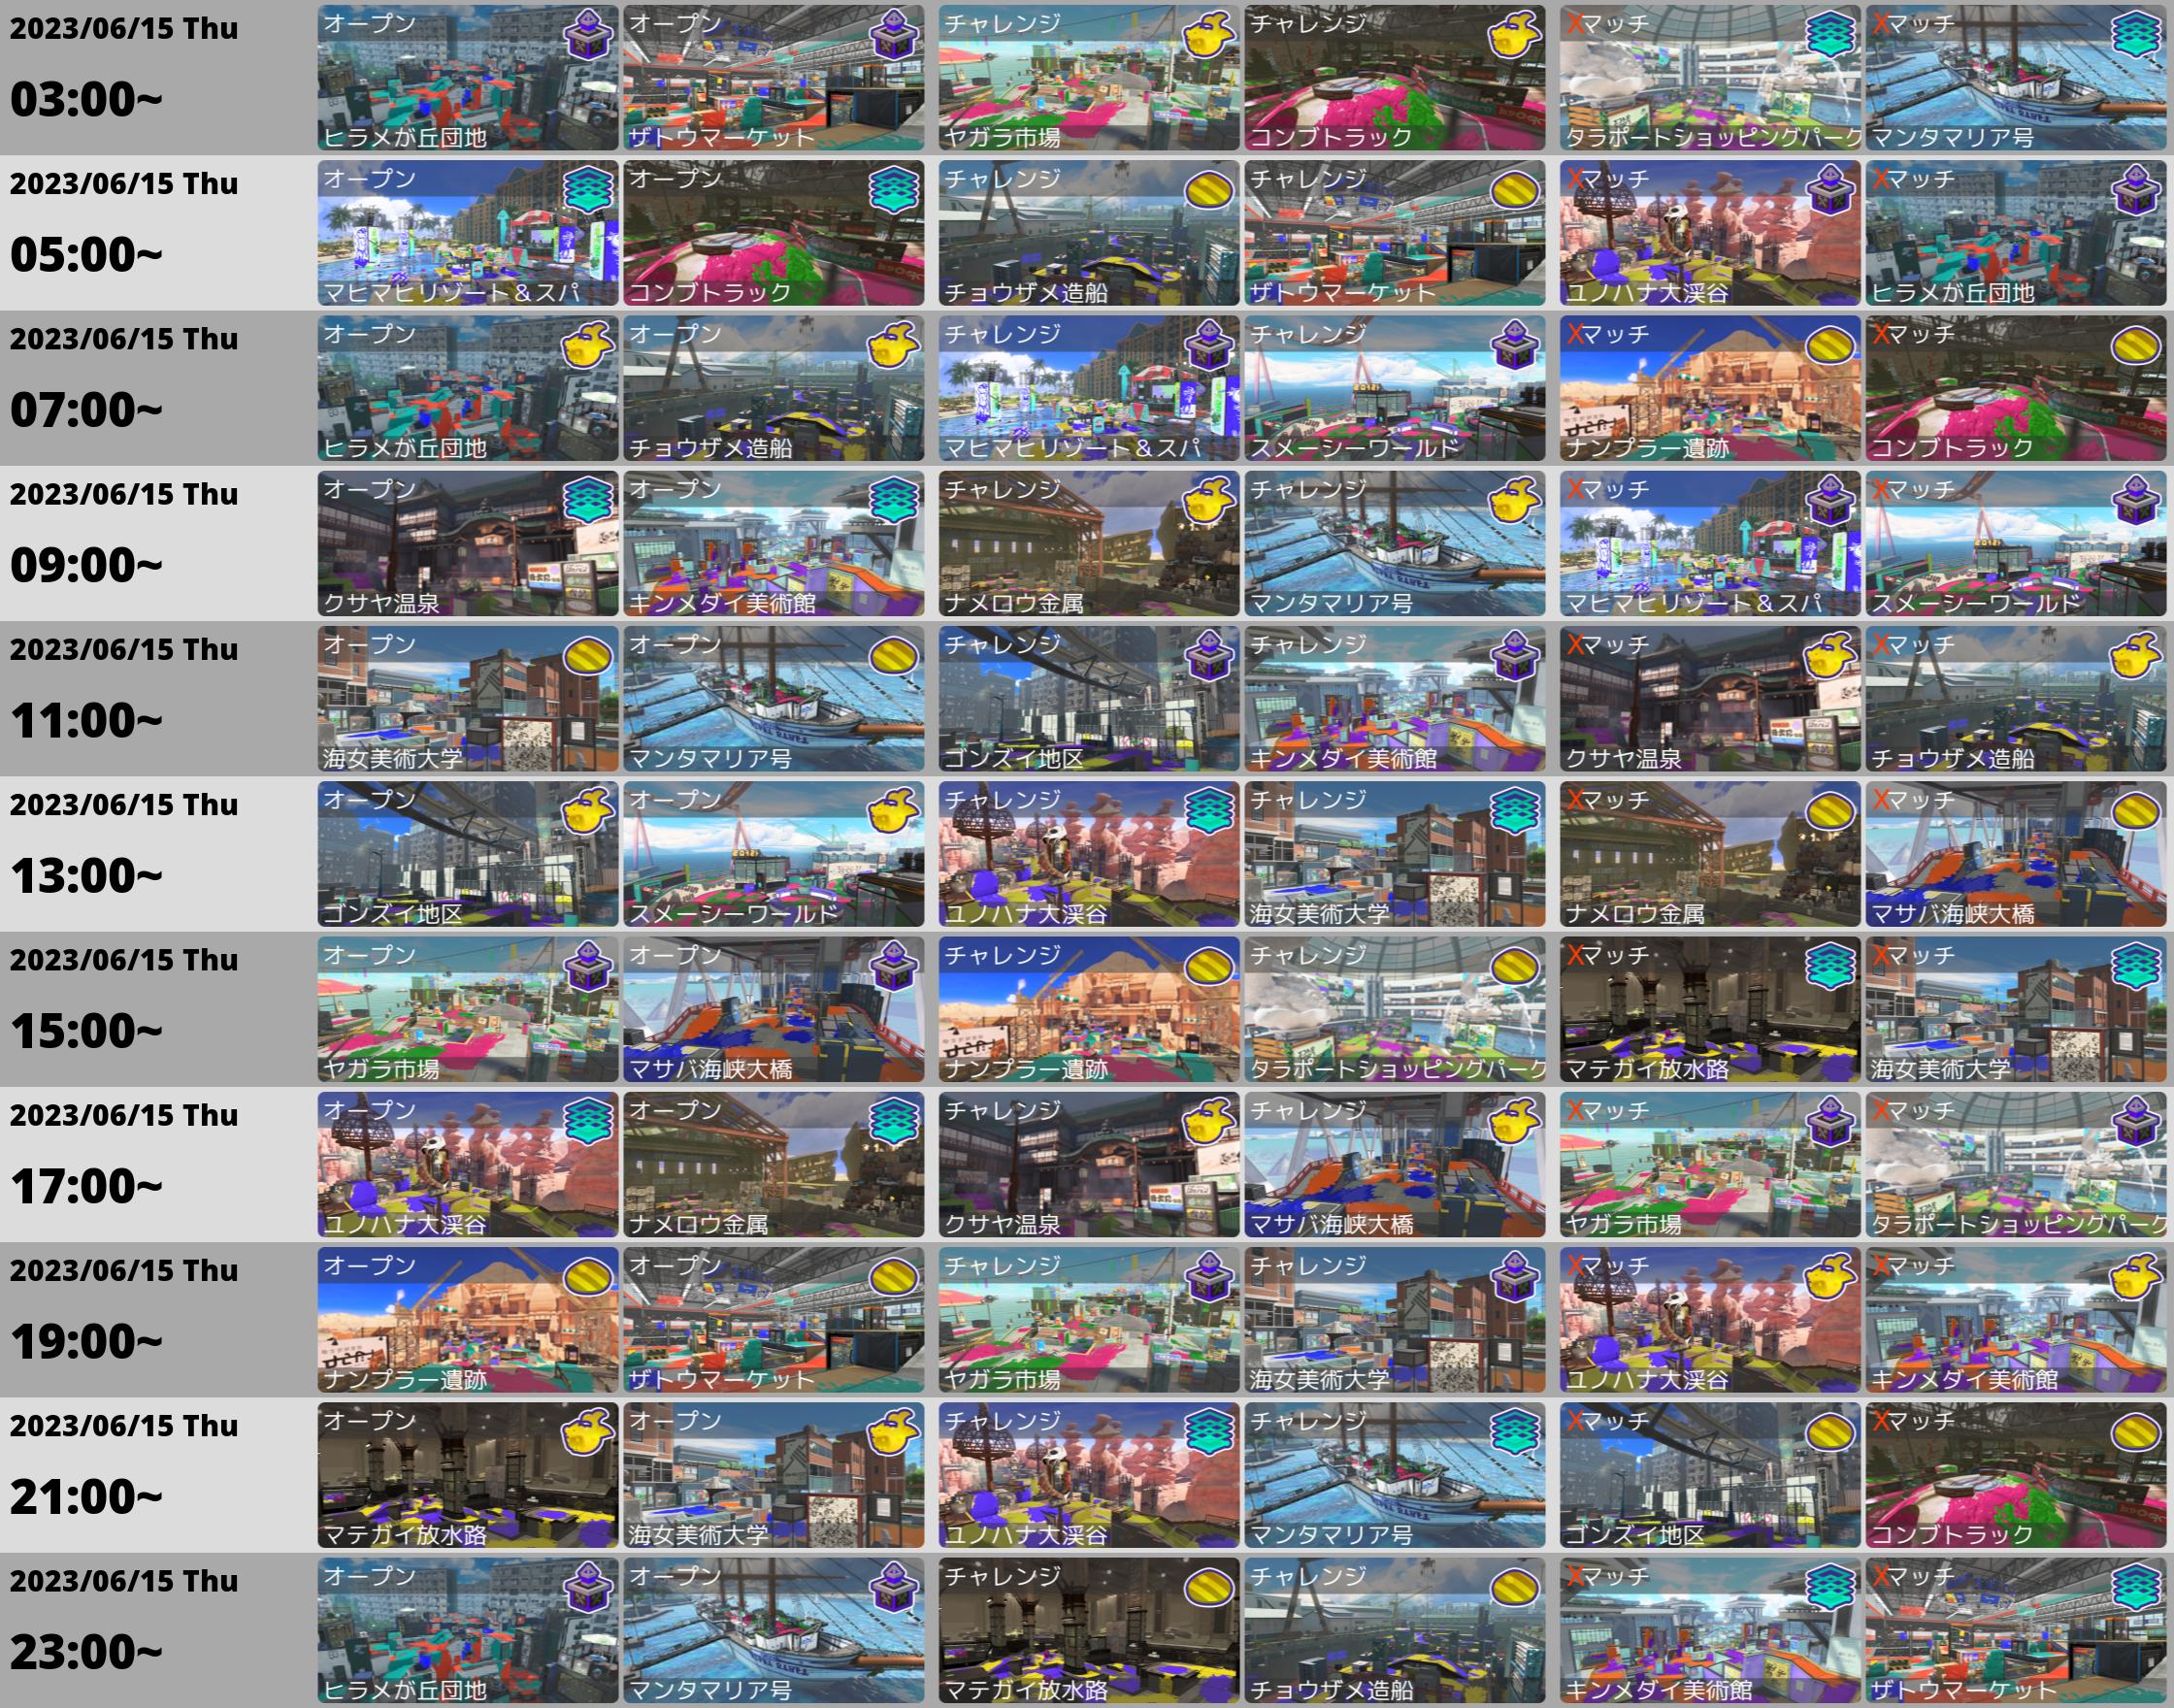 2023/06/15 Thu
03:00~
オープン オープン チャレンジ チャレンジ Xマッチ Xマッチ
ヒラメが丘団地 ザトウマーケット ヤガラ市場 コンブトラック タラポートショッピングパーク マンタマリア号
2023/06/15 Thu
05:00~
オープン オープン チャレンジ チャレンジ Xマッチ Xマッチ
マヒマヒリゾート&スパ コンブトラック チョウザメ造船 ザトウマーケット ユノハナ大渓谷 ヒラメが丘団地
2023/06/15 Thu
07:00~
オープン オープン チャレンジ チャレンジ Xマッチ Xマッチ
ヒラメが丘団地 チョウザメ造船 マヒマヒリゾート&スパ スメーシーワールド ナンプラー遺跡 コンブトラック
2023/06/15 Thu
09:00~
オープン オープン チャレンジ チャレンジ Xマッチ Xマッチ
クサヤ温泉 キンメダイ美術館 ナメロウ金属 マンタマリア号 マヒマヒリゾート&スパ スメーシーワールド
2023/06/15 Thu
11:00~
オープン オープン チャレンジ チャレンジ Xマッチ Xマッチ
海女美術大学 マンタマリア号 ゴンズイ地区 キンメダイ美術館 クサヤ温泉 チョウザメ造船
2023/06/15 Thu
13:00~
オープン オープン チャレンジ チャレンジ Xマッチ Xマッチ
ゴンズイ地区 スメーシーワールド ユノハナ大渓谷 海女美術大学 ナメロウ金属 マサバ海峡大橋
2023/06/15 Thu
15:00~
オープン オープン チャレンジ チャレンジ Xマッチ Xマッチ
ヤガラ市場 マサバ海峡大橋 ナンプラー遺跡 タラポートショッピングパーク マテガイ放水路 海女美術大学
2023/06/15 Thu
17:00~
オープン オープン チャレンジ チャレンジ Xマッチ Xマッチ
ユノハナ大渓谷 ナメロウ金属 クサヤ温泉 マサバ海峡大橋 ヤガラ市場 タラポートショッピングパーク
2023/06/15 Thu
19:00~
オープン オープン チャレンジ チャレンジ Xマッチ Xマッチ
ナンプラー遺跡 ザトウマーケット ヤガラ市場 海女美術大学 ユノハナ大渓谷 キンメダイ美術館
2023/06/15 Thu
21:00~
オープン オープン チャレンジ チャレンジ Xマッチ Xマッチ
マテガイ放水路 海女美術大学 ユノハナ大渓谷 マンタマリア号 ゴンズイ地区 コンブトラック
2023/06/15 Thu
23:00~
オープン オープン チャレンジ チャレンジ Xマッチ Xマッチ
ヒラメが丘団地 マンタマリア号 マテガイ放水路 チョウザメ造船 キンメダイ美術館 ザトウマーケット